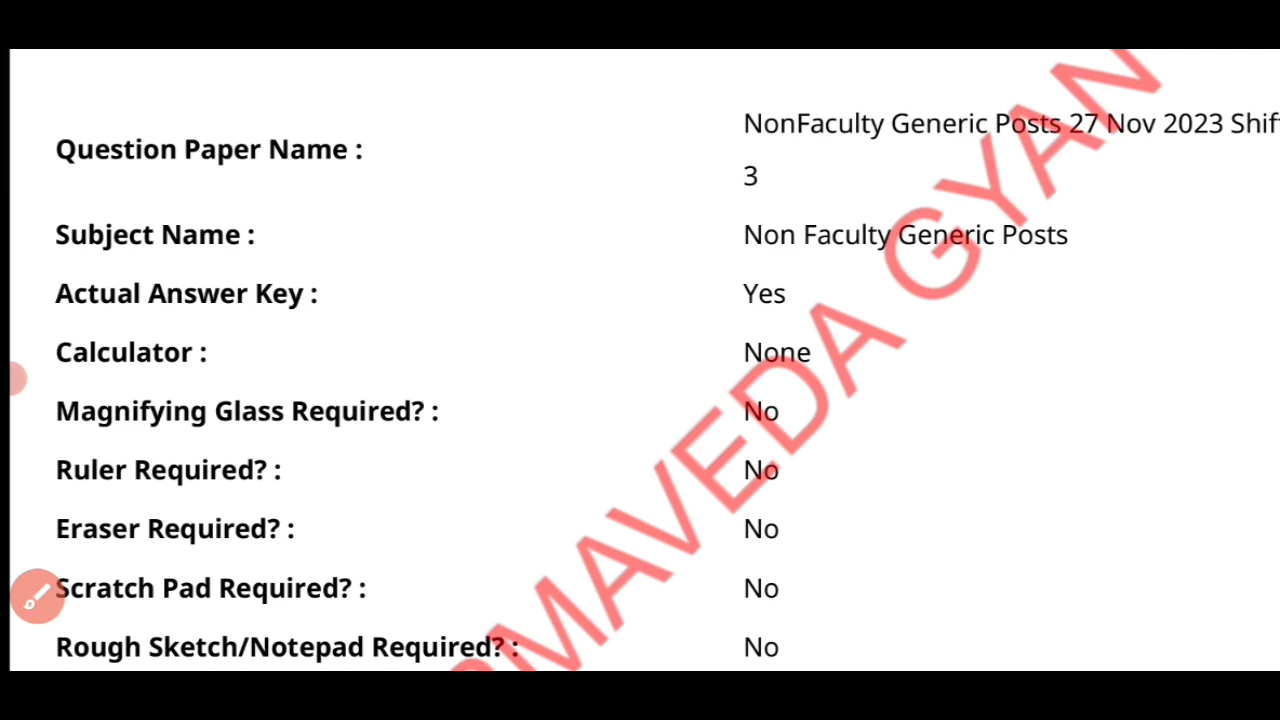 Question Paper Name :
NonFaculty Generic Posts 27 Nov 2023 Shif
3
Subject Name :
Non Faculty Generic Posts
Actual Answer Key :
Yes
Calculator :
None
Magnifying Glass Required? :
No
Ruler Required? :
No
Eraser Required? :
No
Scratch Pad Required? :
No
Rough Sketch/Notepad Required? :
No
RMAVEDA GYAN